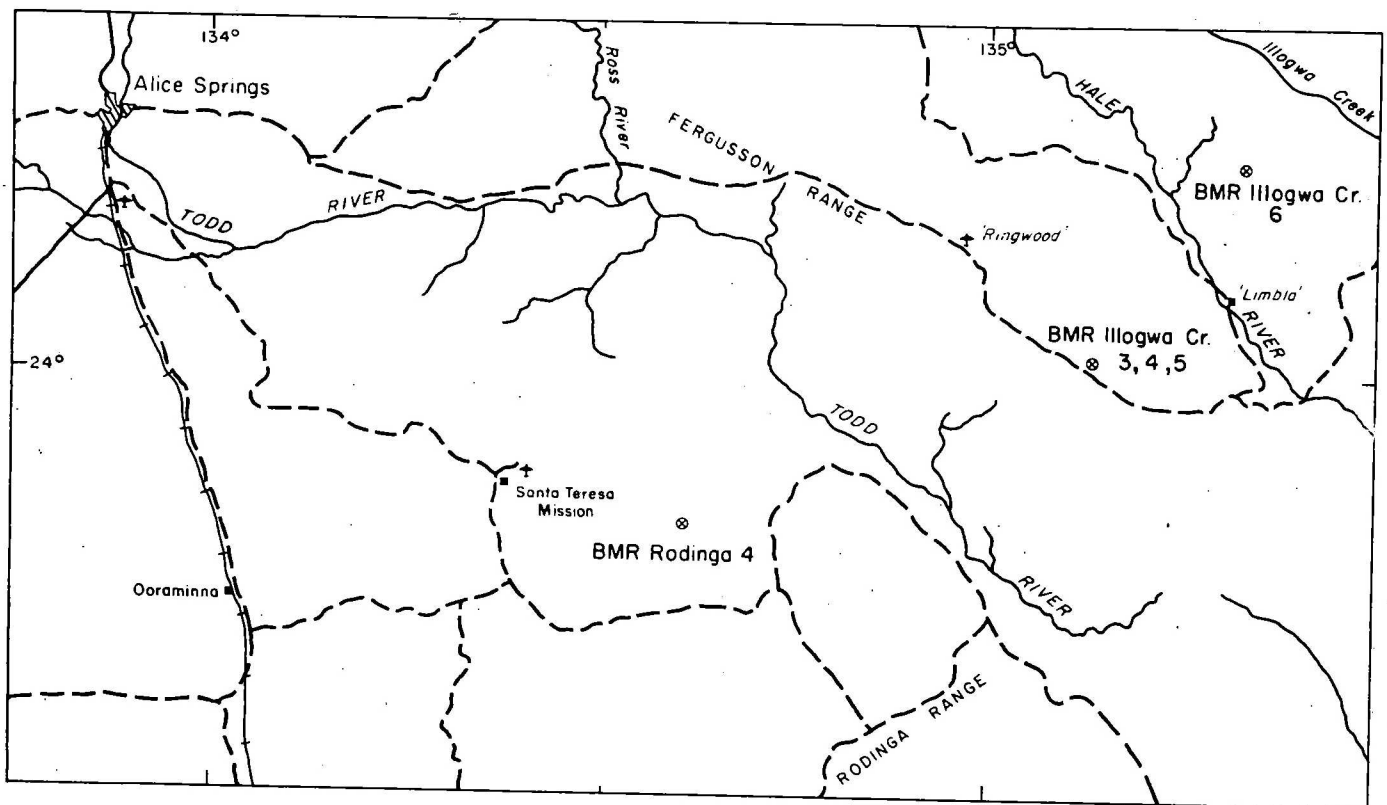 134°
135°
Alice Springs
Ross
River
HALE
Illogwa
Creek
FERGUSSON
RANGE
TODD
RIVER
BMR Illogwa Cr.
6
'Ringwood'
'Limbla'
RIVER
24°
BMR Illogwa Cr.
3, 4, 5
TODD
Santa Teresa
Mission
BMR Rodinga 4
Ooraminna
RIVER
RODINGA
RANGE